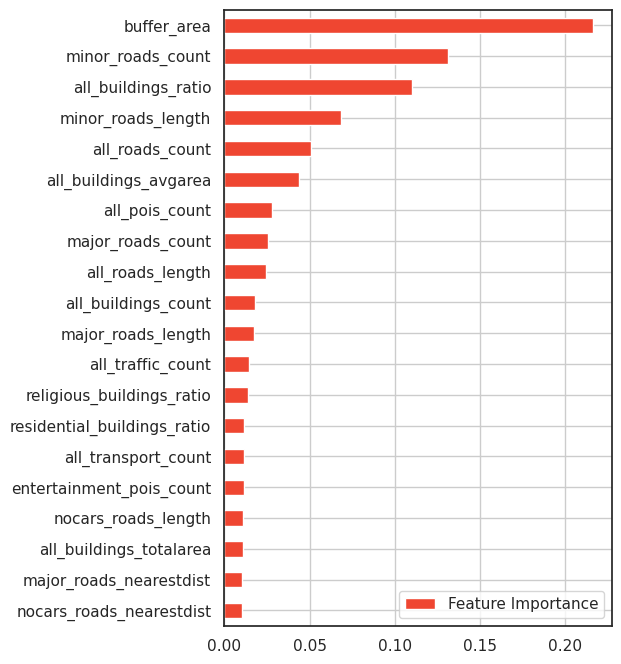 buffer_area
minor_roads_count
all_buildings_ratio
minor_roads_length
all_roads_count
all_buildings_avgarea
all_pois_count
major_roads_count
all_roads_length
all_buildings_count
major_roads_length
all_traffic_count
religious_buildings_ratio
residential_buildings_ratio
all_transport_count
entertainment_pois_count
nocars_roads_length
all_buildings_totalarea
major_roads_nearestdist
nocars_roads_nearestdist
Feature Importance
0.00 0.05 0.10 0.15 0.20